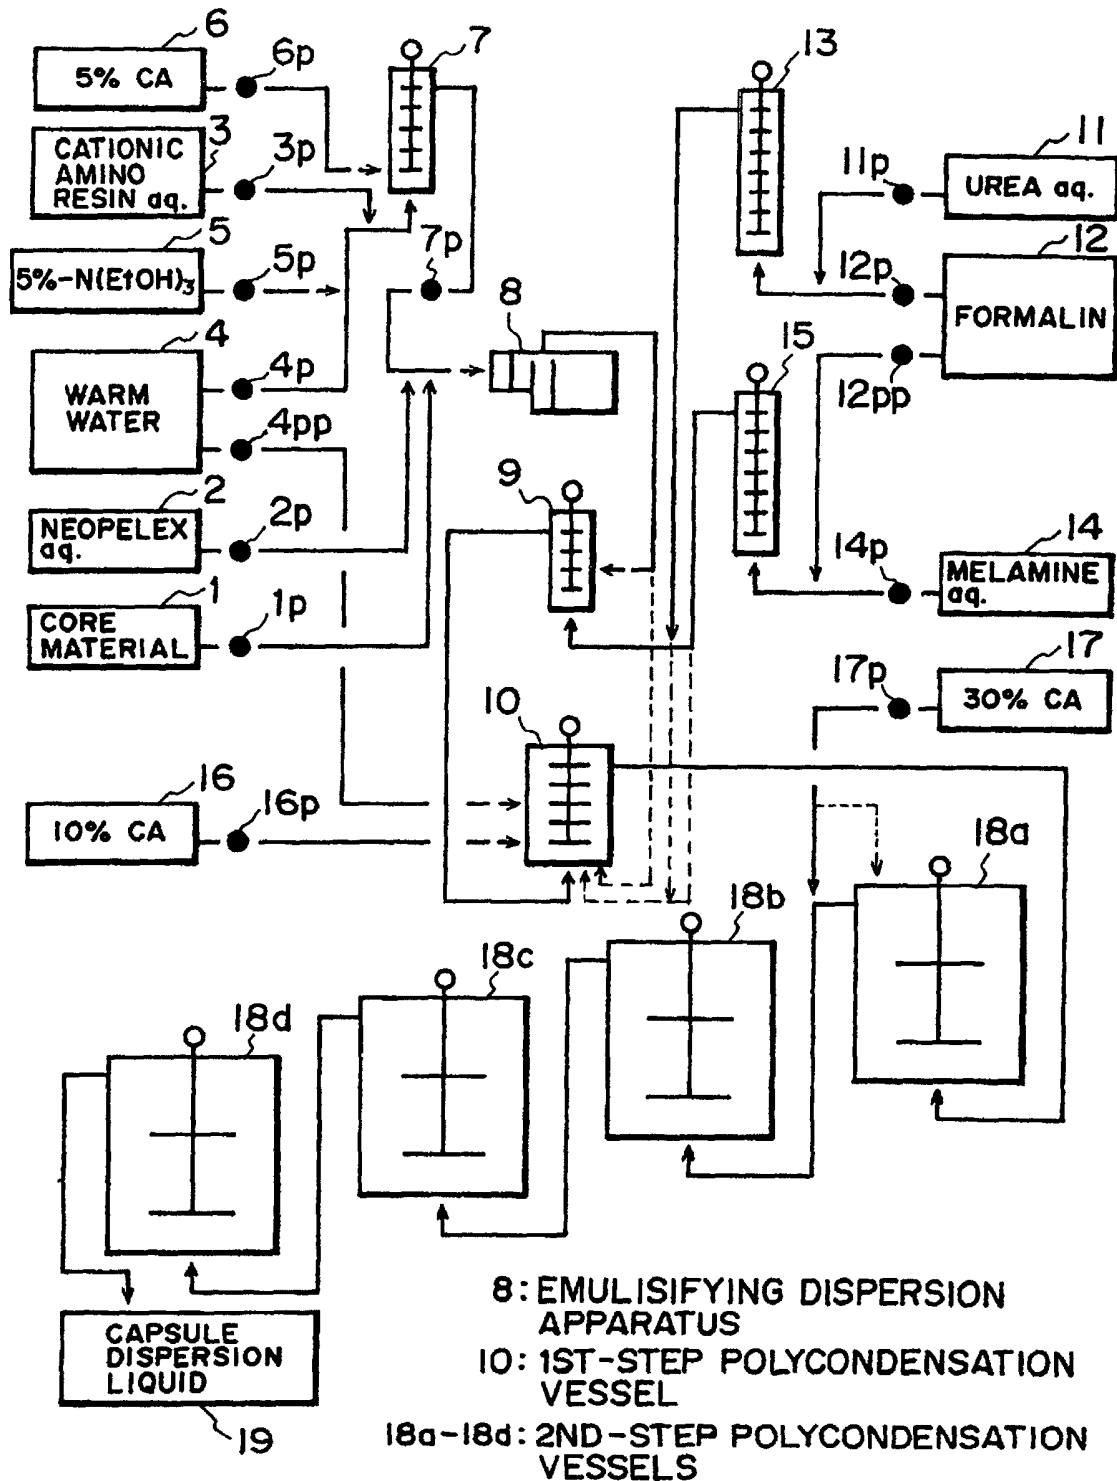 6
5% CA
6p
7
13
3
CATIONIC
AMINO
RESIN aq.
3p
11
11p
UREA aq.
5
5%-N(EtOH)3
5p
7p
8
12
12p
FORMALIN
12pp
4
WARM
WATER
4p
4pp
15
9
2
NEOPELEX
aq.
2p
14
14p
MELAMINE
aq.
1
CORE
MATERIAL
1p
17
17p
30% CA
10
16
10% CA
16p
18a
18b
18c
18d
CAPSULE
DISPERSION
LIQUID
19
8: EMULISIFYING DISPERSION
APPARATUS
10: 1ST-STEP POLYCONDENSATION
VESSEL
18a-18d: 2ND-STEP POLYCONDENSATION
VESSELS